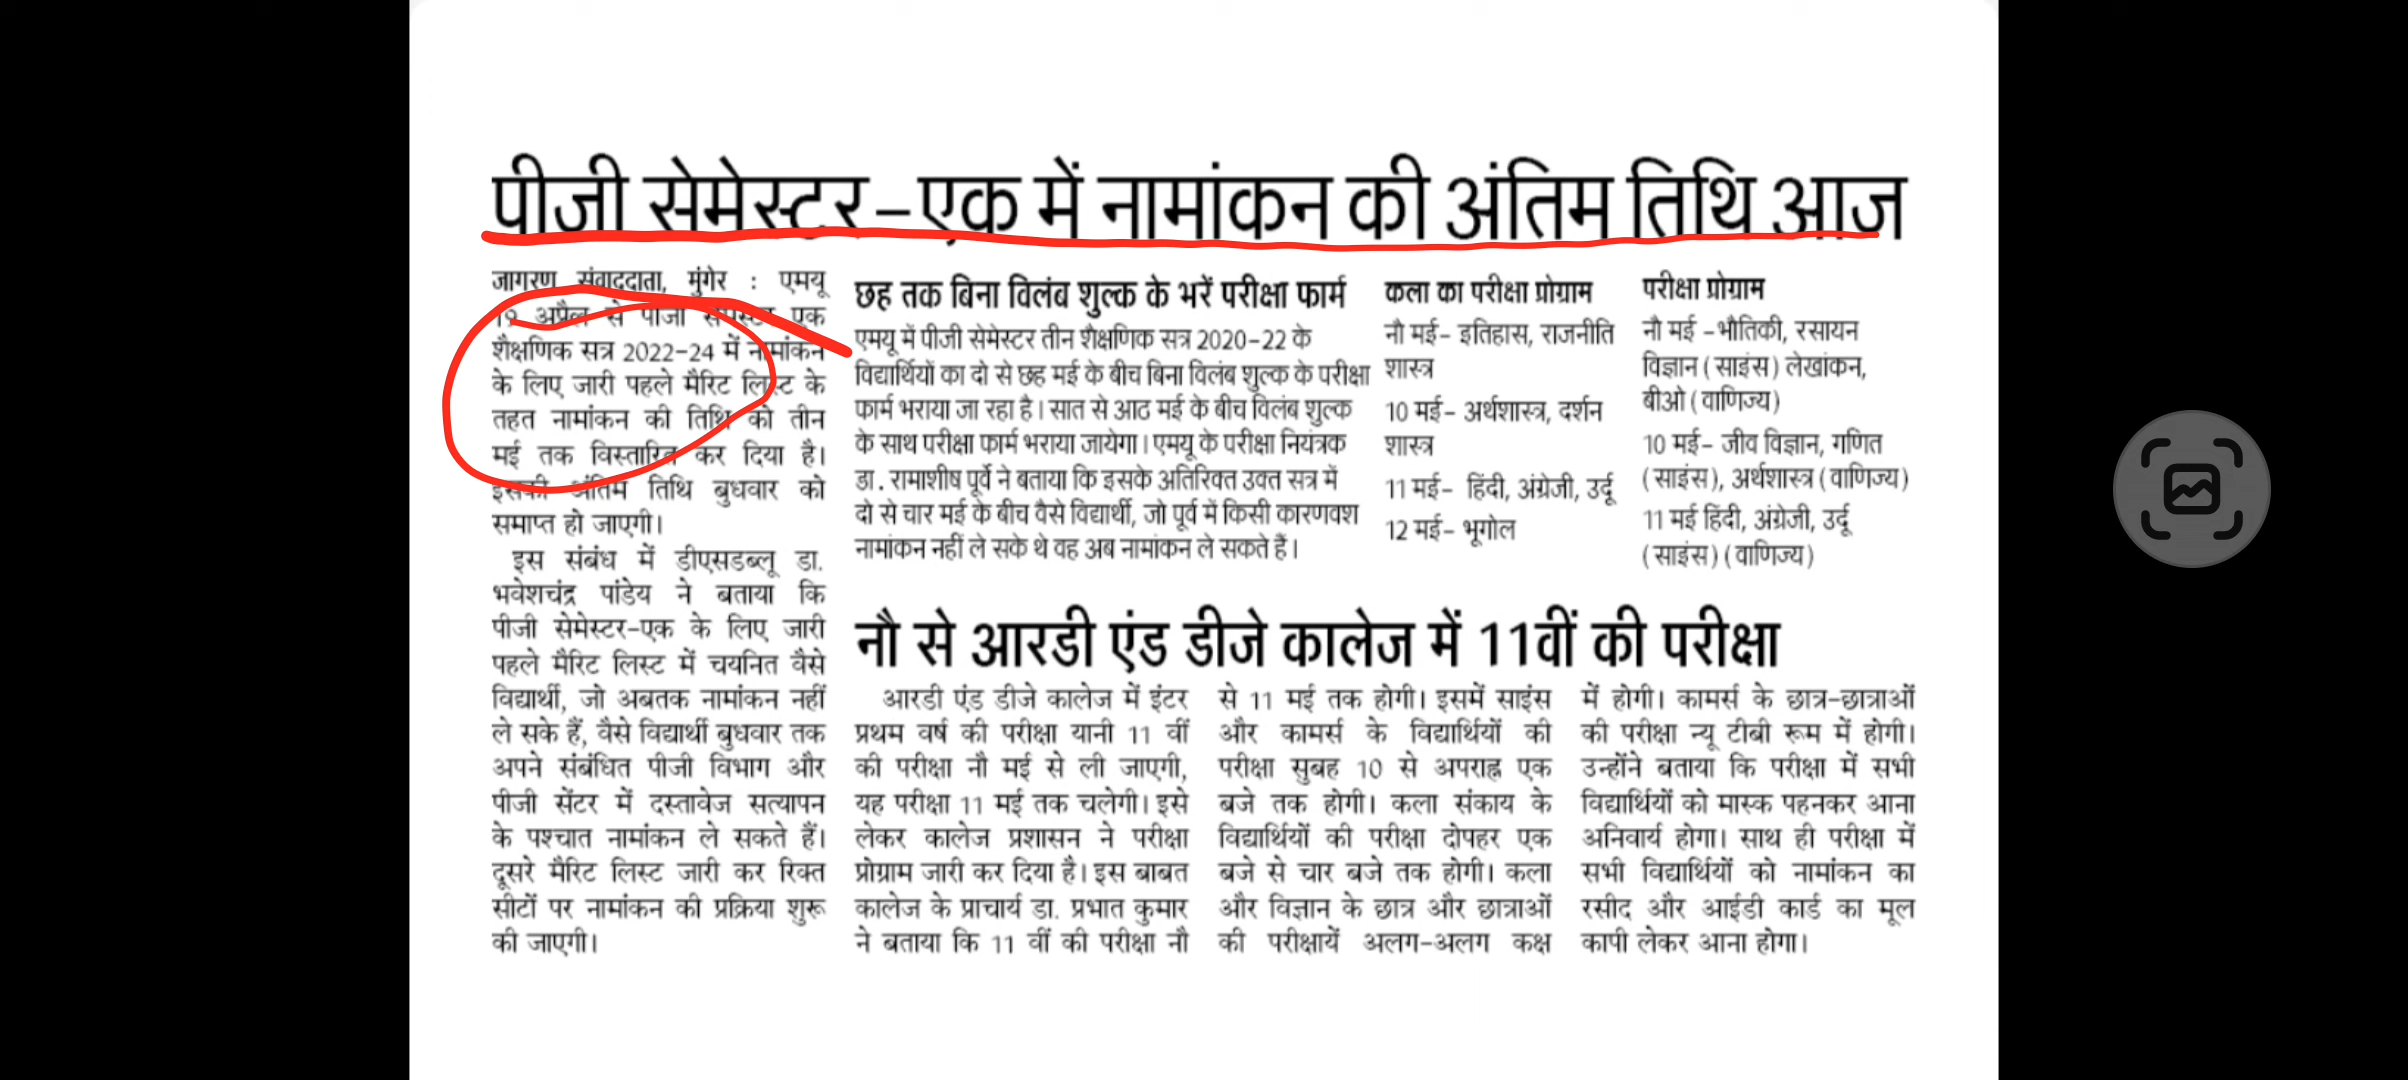 पीजी सेमेस्टर-एक में नामांकन की अंतिम तिथि आज
जागरण संवाददाता, मुंगेर : एमयू
19 अप्रैल से पीजी सेमेस्टर एक
शैक्षणिक सत्र 2022-24 में नामांकन
के लिए जारी पहले मैरिट लिस्ट के
तहत नामांकन की तिथि को तीन
मई तक विस्तारित कर दिया है।
इसकी अंतिम तिथि बुधवार को
समाप्त हो जाएगी।
इस संबंध में डीएसडब्लू डा.
भवेशचंद्र पांडेय ने बताया कि
पीजी सेमेस्टर-एक के लिए जारी
पहले मैरिट लिस्ट में चयनित वैसे
विद्यार्थी, जो अबतक नामांकन नहीं
ले सके हैं, वैसे विद्यार्थी बुधवार तक
अपने संबंधित पीजी विभाग और
पीजी सेंटर में दस्तावेज सत्यापन
के पश्चात नामांकन ले सकते हैं।
दूसरे मैरिट लिस्ट जारी कर रिक्त
सीटों पर नामांकन की प्रक्रिया शुरू
की जाएगी।
छह तक बिना विलंब शुल्क के भरें परीक्षा फार्म
एमयू में पीजी सेमेस्टर तीन शैक्षणिक सत्र 2020-22 के
विद्यार्थियों का दो से छह मई के बीच बिना विलंब शुल्क के परीक्षा
फार्म भराया जा रहा है। सात से आठ मई के बीच विलंब शुल्क
के साथ परीक्षा फार्म भराया जायेगा। एमयू के परीक्षा नियंत्रक
डा. रामाशीष पूर्वे ने बताया कि इसके अतिरिक्त उक्त सत्र में
दो से चार मई के बीच वैसे विद्यार्थी, जो पूर्व में किसी कारणवश
नामांकन नहीं ले सके थे वह अब नामांकन ले सकते हैं।
कला का परीक्षा प्रोग्राम
नौ मई- इतिहास, राजनीति
शास्त्र
10 मई- अर्थशास्त्र, दर्शन
शास्त्र
11 मई- हिंदी, अंग्रेजी, उर्दू
12 मई- भूगोल
परीक्षा प्रोग्राम
नौ मई -भौतिकी, रसायन
विज्ञान (साइंस) लेखांकन,
बीओ (वाणिज्य)
10 मई- जीव विज्ञान, गणित
(साइंस), अर्थशास्त्र (वाणिज्य)
11 मई हिंदी, अंग्रेजी, उर्दू
(साइंस) (वाणिज्य)
नौ से आरडी एंड डीजे कालेज में 11वीं की परीक्षा
आरडी एंड डीजे कालेज में इंटर
प्रथम वर्ष की परीक्षा यानी 11 वीं
की परीक्षा नौ मई से ली जाएगी,
यह परीक्षा 11 मई तक चलेगी। इसे
लेकर कालेज प्रशासन ने परीक्षा
प्रोग्राम जारी कर दिया है। इस बाबत
कालेज के प्राचार्य डा. प्रभात कुमार
ने बताया कि 11 वीं की परीक्षा नौ
से 11 मई तक होगी। इसमें साइंस
और कामर्स के विद्यार्थियों की
परीक्षा सुबह 10 से अपराह्न एक
बजे तक होगी। कला संकाय के
विद्यार्थियों की परीक्षा दोपहर एक
बजे से चार बजे तक होगी। कला
और विज्ञान के छात्र और छात्राओं
की परीक्षायें अलग-अलग कक्ष
में होगी। कामर्स के छात्र-छात्राओं
की परीक्षा न्यू टीबी रूम में होगी।
उन्होंने बताया कि परीक्षा में सभी
विद्यार्थियों को मास्क पहनकर आना
अनिवार्य होगा। साथ ही परीक्षा में
सभी विद्यार्थियों को नामांकन का
रसीद और आईडी कार्ड का मूल
कापी लेकर आना होगा।